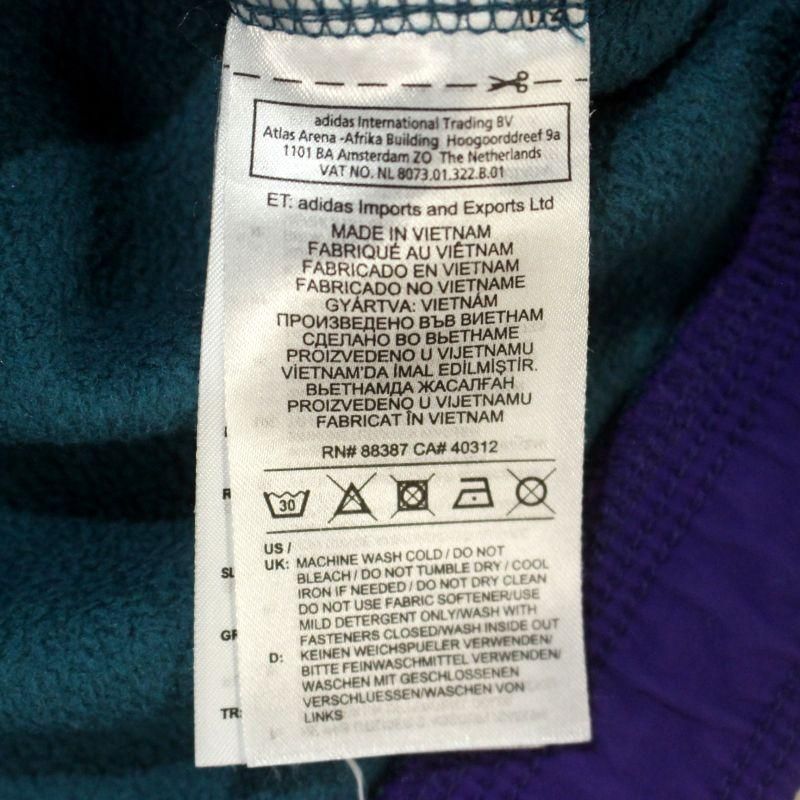 adidas International Trading BV
Atlas Arena -Afrika Building Hoogoorddreef 9a
1101 BA Amsterdam ZO The Netherlands
VAT NO. NL 8073.01.322.B.01
ET: adidas Imports and Exports Ltd
MADE IN VIETNAM
FABRIQUÉ AU VIÊTNAM
FABRICADO EN VIETNAM
FABRICADO NO VIETNAME
GYÁRTVA: VIETNÁM
ПРОИЗВЕДЕНО ВЪВ ВИЕТНАМ
СДЕЛАНО ВО ВЬЕТНАМЕ
PROIZVEDENO U VIJETNAMU
VİETNAM'DA İMAL EDİLMİŞTİR.
ВЬЕТНАМДА ЖАСАЛҒАН
PROIZVEDENO U VIJETNAMU
FABRICAT ÎN VIETNAM
RN# 88387 CA# 40312
30
US /
UK: MACHINE WASH COLD / DO NOT
BLEACH / DO NOT TUMBLE DRY / COOL
IRON IF NEEDED / DO NOT DRY CLEAN
DO NOT USE FABRIC SOFTENER/USE
MILD DETERGENT ONLY/WASH WITH
FASTENERS CLOSED/WASH INSIDE OUT
D: KEINEN WEICHSPUELER VERWENDEN/
BITTE FEINWASCHMITTEL VERWENDEN/
WASCHEN MIT GESCHLOSSENEN
VERSCHLUESSEN/WASCHEN VON
LINKS
TR: